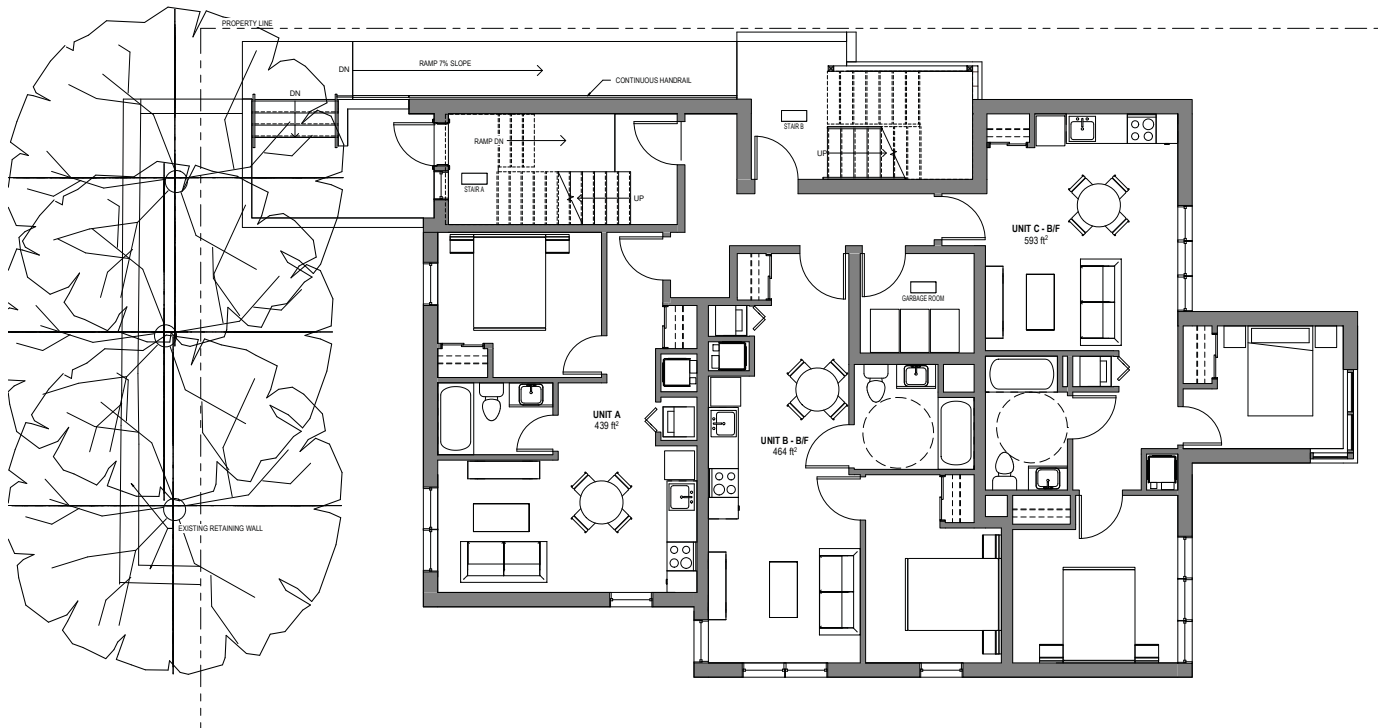 PROPERTY LINE
DN
RAMP 7% SLOPE
CONTINUOUS HANDRAIL
DN
STAIR B
RAMP DN
UP
STAIR A
UP
UNIT C - B/F
593 ft²
GARBAGE ROOM
UNIT A
439 ft²
UNIT B - B/F
464 ft²
EXISTING RETAINING WALL